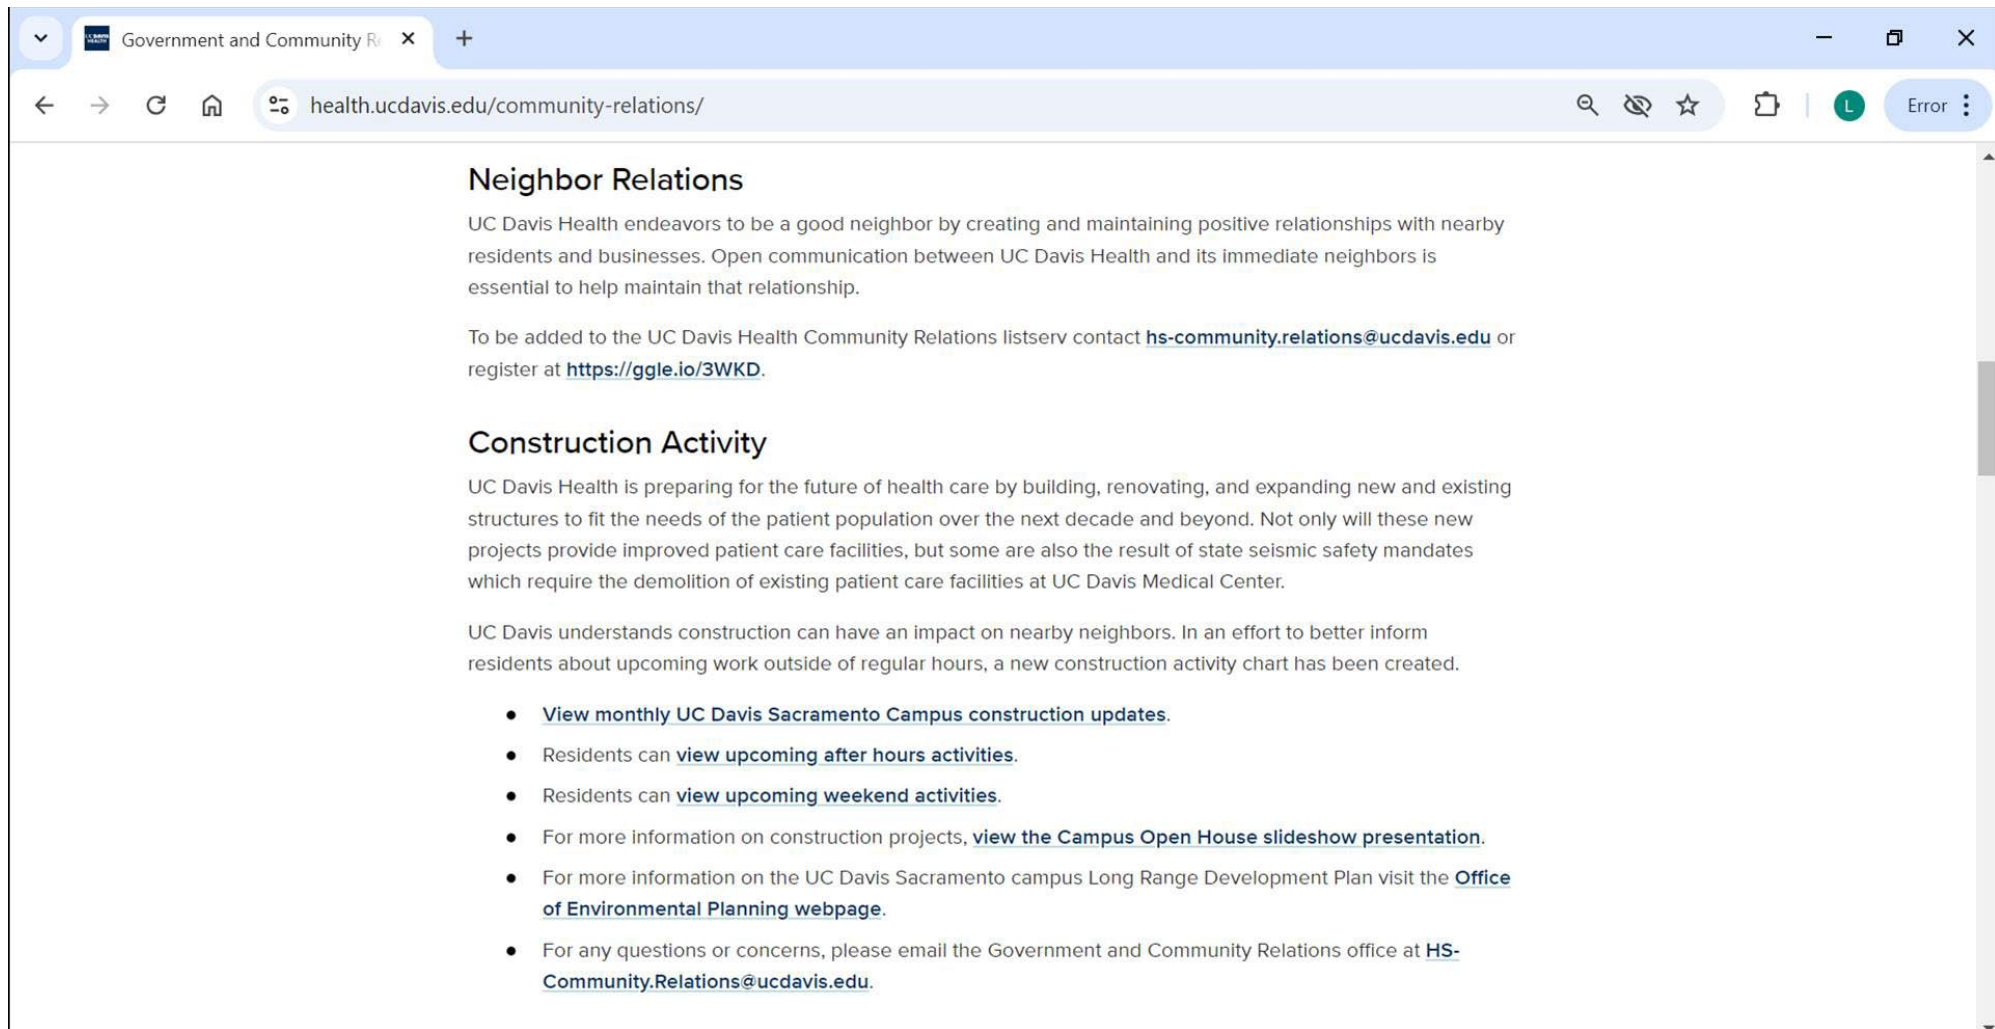 Government and Community R
health.ucdavis.edu/community-relations/
L
Error
Neighbor Relations
UC Davis Health endeavors to be a good neighbor by creating and maintaining positive relationships with nearby
residents and businesses. Open communication between UC Davis Health and its immediate neighbors is
essential to help maintain that relationship.
To be added to the UC Davis Health Community Relations listserv contact hs-community.relations@ucdavis.edu or
register at https://ggle.io/3WKD.
Construction Activity
UC Davis Health is preparing for the future of health care by building, renovating, and expanding new and existing
structures to fit the needs of the patient population over the next decade and beyond. Not only will these new
projects provide improved patient care facilities, but some are also the result of state seismic safety mandates
which require the demolition of existing patient care facilities at UC Davis Medical Center.
UC Davis understands construction can have an impact on nearby neighbors. In an effort to better inform
residents about upcoming work outside of regular hours, a new construction activity chart has been created.
● View monthly UC Davis Sacramento Campus construction updates.
● Residents can view upcoming after hours activities.
● Residents can view upcoming weekend activities.
● For more information on construction projects, view the Campus Open House slideshow presentation.
● For more information on the UC Davis Sacramento campus Long Range Development Plan visit the Office
of Environmental Planning webpage.
● For any questions or concerns, please email the Government and Community Relations office at HS-
Community.Relations@ucdavis.edu.